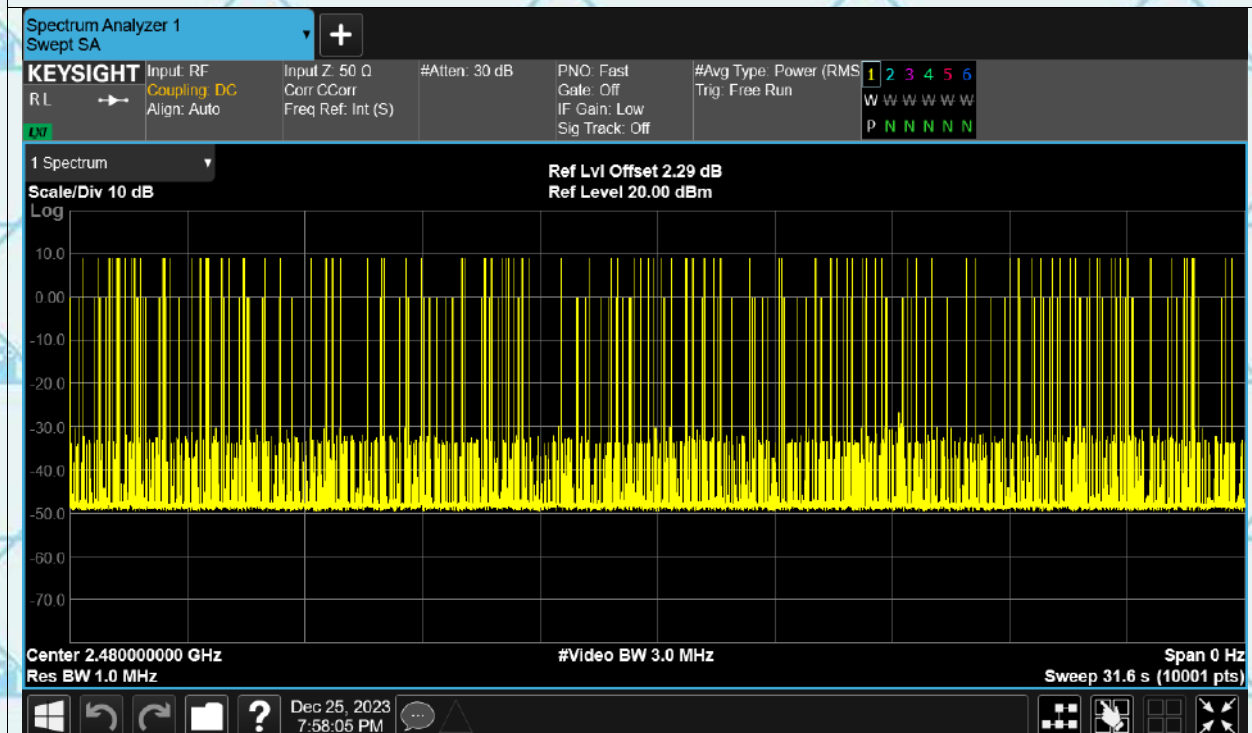 Spectrum Analyzer 1
Swept SA
+
KEYSIGHT
RL
LXI
Input: RF
Coupling: DC
Align: Auto
Input Z: 50 Ω
Corr CCorr
Freq Ref: Int (S)
#Atten: 30 dB
PNO: Fast
Gate: Off
IF Gain: Low
Sig Track: Off
#Avg Type: Power (RMS
Trig: Free Run
1 2 3 4 5 6
W W W W W W
P N N N N N
1 Spectrum
Scale/Div 10 dB
Log
Ref Lvl Offset 2.29 dB
Ref Level 20.00 dBm
10.0
0.00
-10.0
-20.0
-30.0
-40.0
-50.0
-60.0
-70.0
Center 2.480000000 GHz
#Video BW 3.0 MHz
Span 0 Hz
Res BW 1.0 MHz
Sweep 31.6 s (10001 pts)
?
Dec 25, 2023
7:58:05 PM